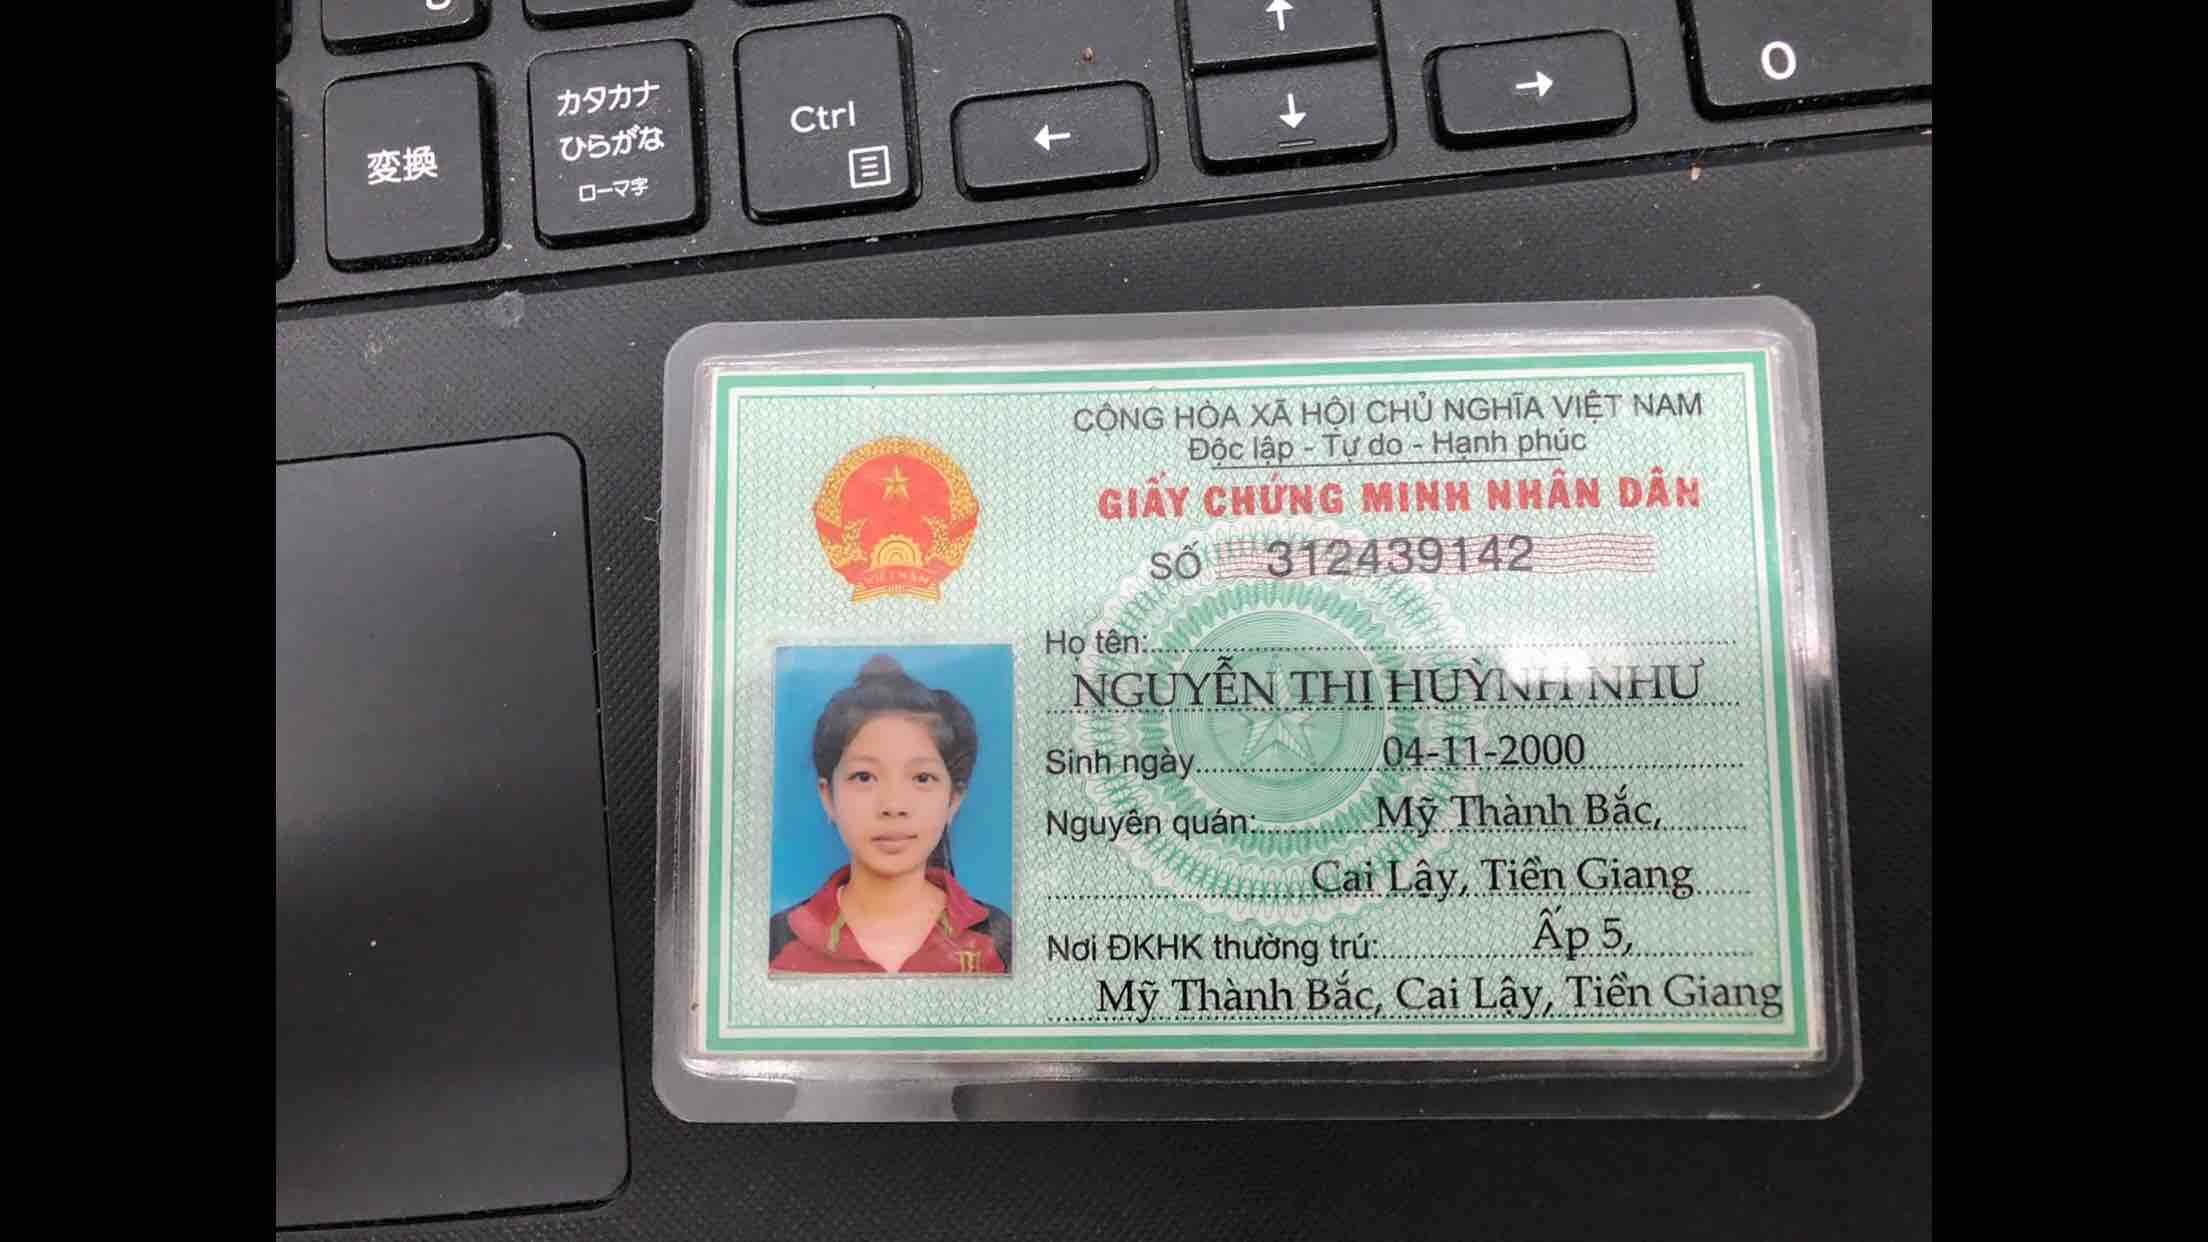 変換
カタカナ
ひらがな
ローマ字
Ctrl
←
↑
↓
→
0
CỘNG HÒA XÃ HỘI CHỦ NGHĨA VIỆT NAM
Độc lập - Tự do - Hạnh phúc
GIẤY CHỨNG MINH NHÂN DÂN
SỐ 312439142
VIỆT NAM
Họ tên:
NGUYỄN THỊ HUỲNH NHƯ
Sinh ngày 04-11-2000
Nguyên quán: Mỹ Thành Bắc,
Cai Lậy, Tiền Giang
Nơi ĐKHK thường trú: Ấp 5,
Mỹ Thành Bắc, Cai Lậy, Tiền Giang